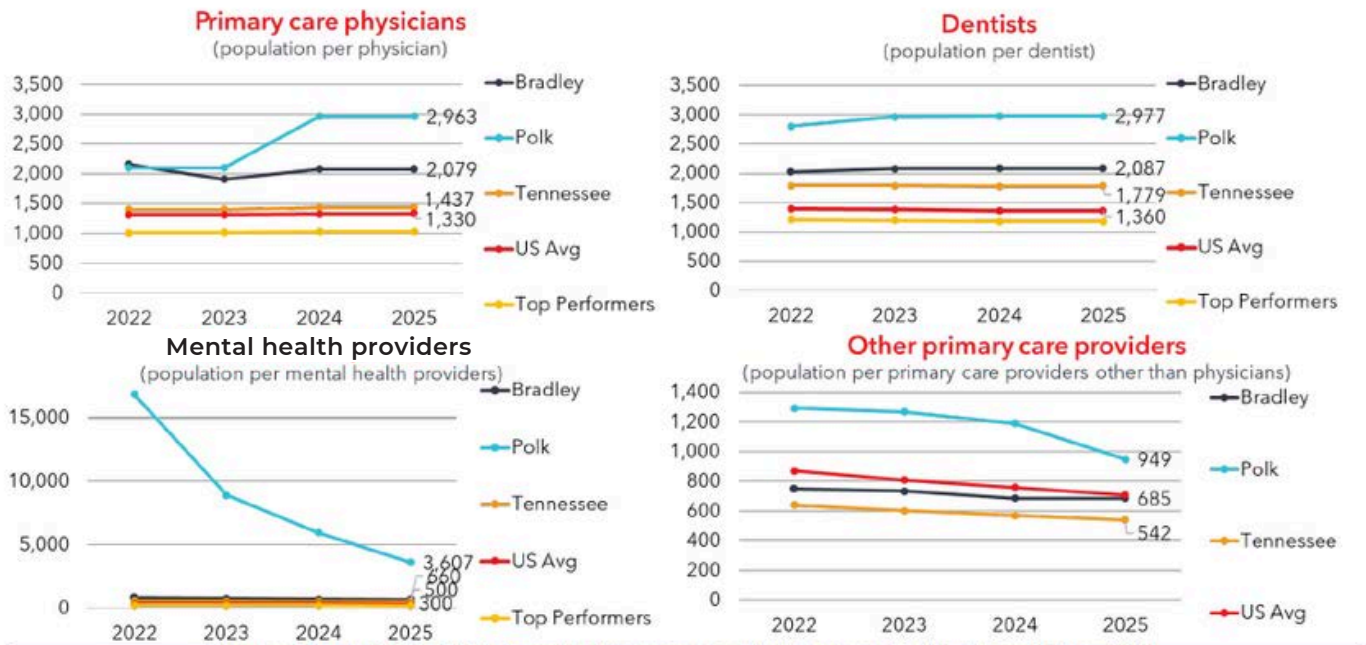 Primary care physicians
(population per physician)
3,500
3,000
2,500
2,000
1,500
1,000
500
0
2,963
2,079
1,437
1,330
2022 2023 2024 2025
Bradley
Polk
Tennessee
US Avg
Top Performers
Dentists
(population per dentist)
3,500
3,000
2,500
2,000
1,500
1,000
500
0
2,977
2,087
1,779
1,360
2022 2023 2024 2025
Bradley
Polk
Tennessee
US Avg
Top Performers
Mental health providers
(population per mental health providers)
15,000
10,000
5,000
0
3,607
660
500
300
2022 2023 2024 2025
Bradley
Polk
Tennessee
US Avg
Top Performers
Other primary care providers
(population per primary care providers other than physicians)
1,400
1,200
1,000
800
600
400
200
0
949
685
542
2022 2023 2024 2025
Bradley
Polk
Tennessee
US Avg